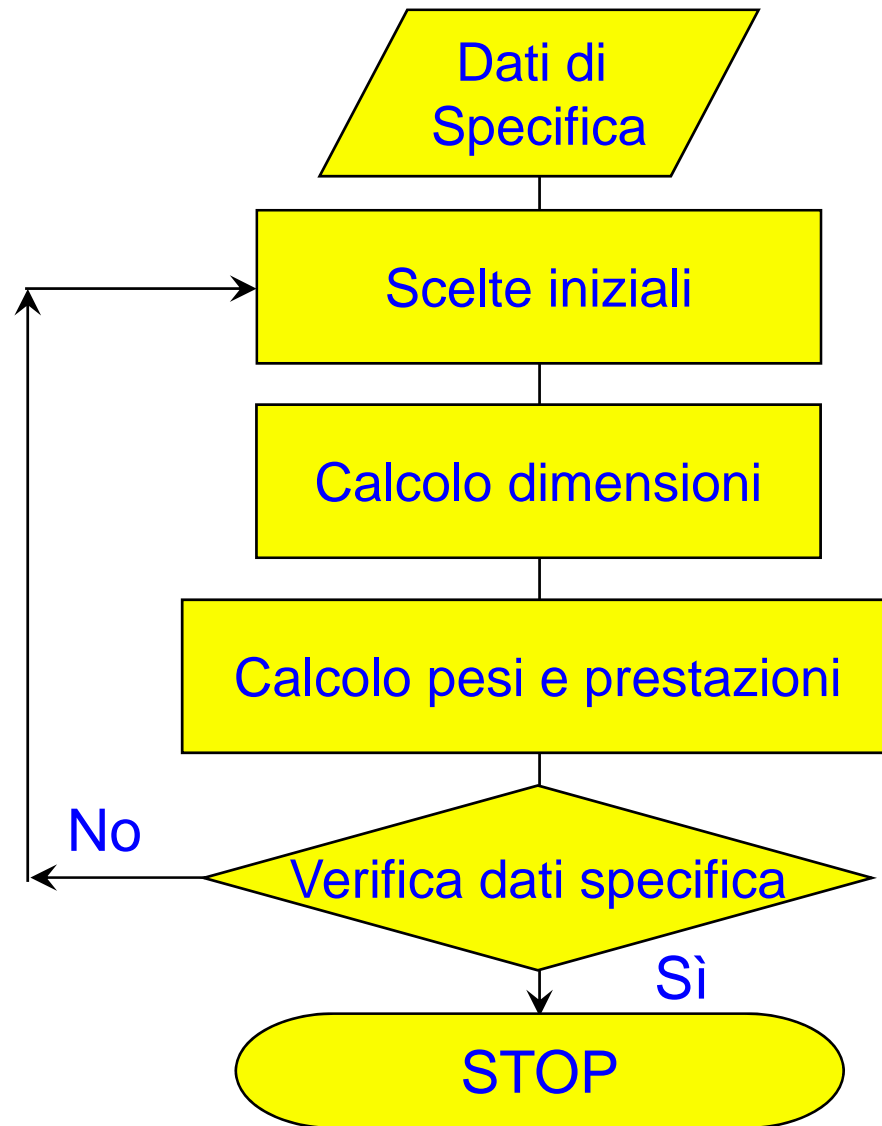 Dati di
Specifica
Scelte iniziali
Calcolo dimensioni
Calcolo pesi e prestazioni
No
Verifica dati specifica
Sì
STOP